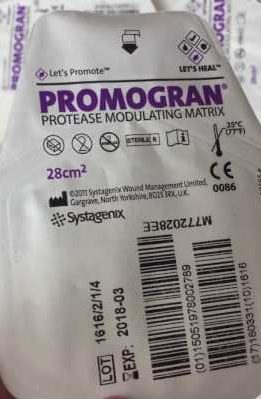 Let's Promote™
LET'S HEAL™
PROMOGRAN®
PROTEASE MODULATING MATRIX
STERILE R
25°C
(77°F)
28cm²
CE
0086
©2011 Systagenix Wound Management Limited,
Gargrave, North Yorkshire, BD23 3RX, U.K.
Systagenix
M772028EE
LOT 1616/2/1/4
EXP: 2018-03
(01)15051978002789
(17)180331(10)1616